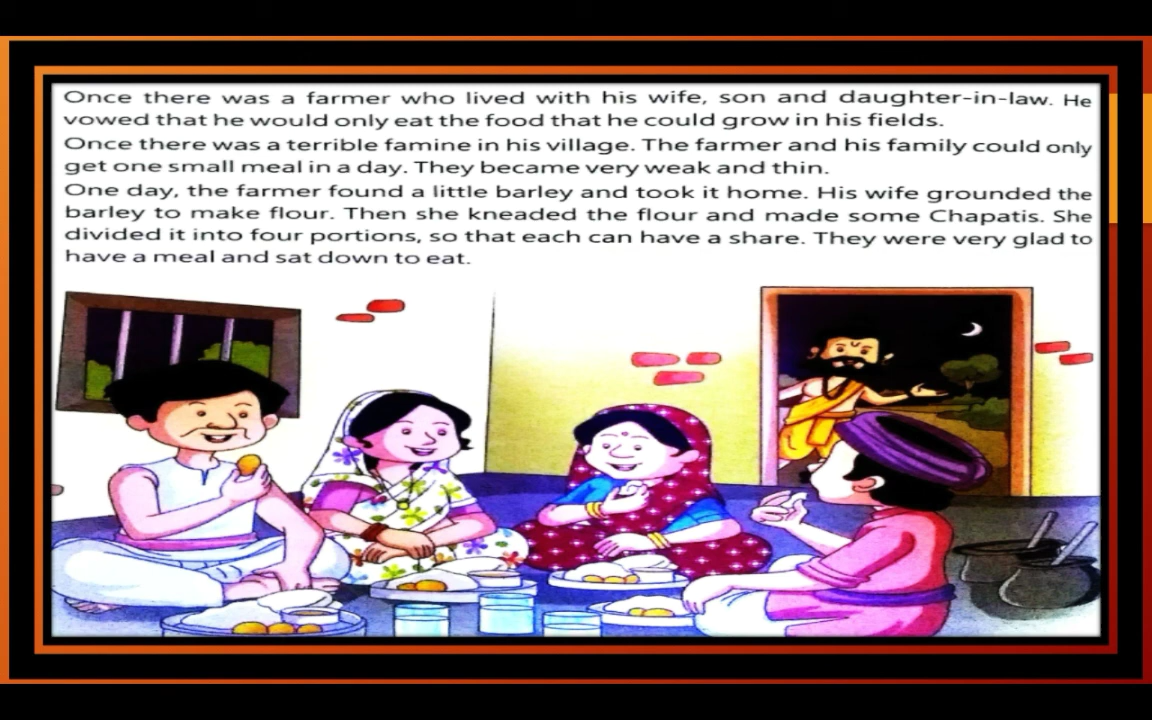 Once there was a farmer who lived with his wife, son and daughter-in-law. He
vowed that he would only eat the food that he could grow in his fields.
Once there was a terrible famine in his village. The farmer and his family could only
get one small meal in a day. They became very weak and thin.
One day, the farmer found a little barley and took it home. His wife grounded the
barley to make flour. Then she kneaded the flour and made some Chapatis. She
divided it into four portions, so that each can have a share. They were very glad to
have a meal and sat down to eat.